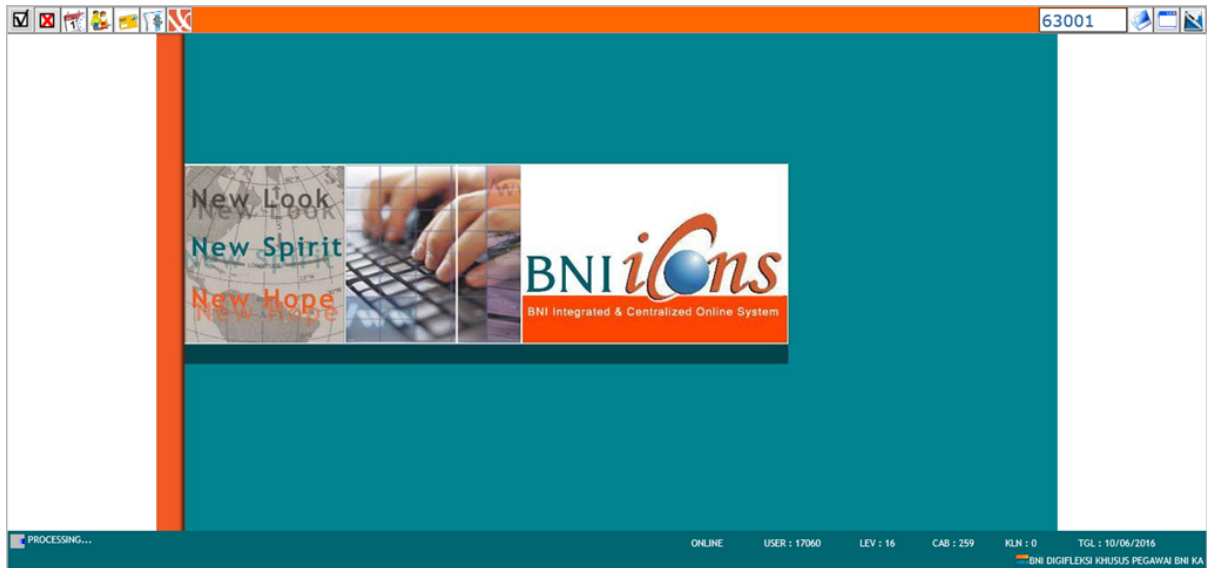 63001
New Look
New Spirit
New Hope
BNI iCons
BNI Integrated & Centralized Online System
PROCESSING...
ONLINE USER : 17060 LEV : 16 CAB : 259 KLN : 0 TGL : 10/06/2016
BNI DIGIFLEKSI KHUSUS PEGAWAI BNI KA